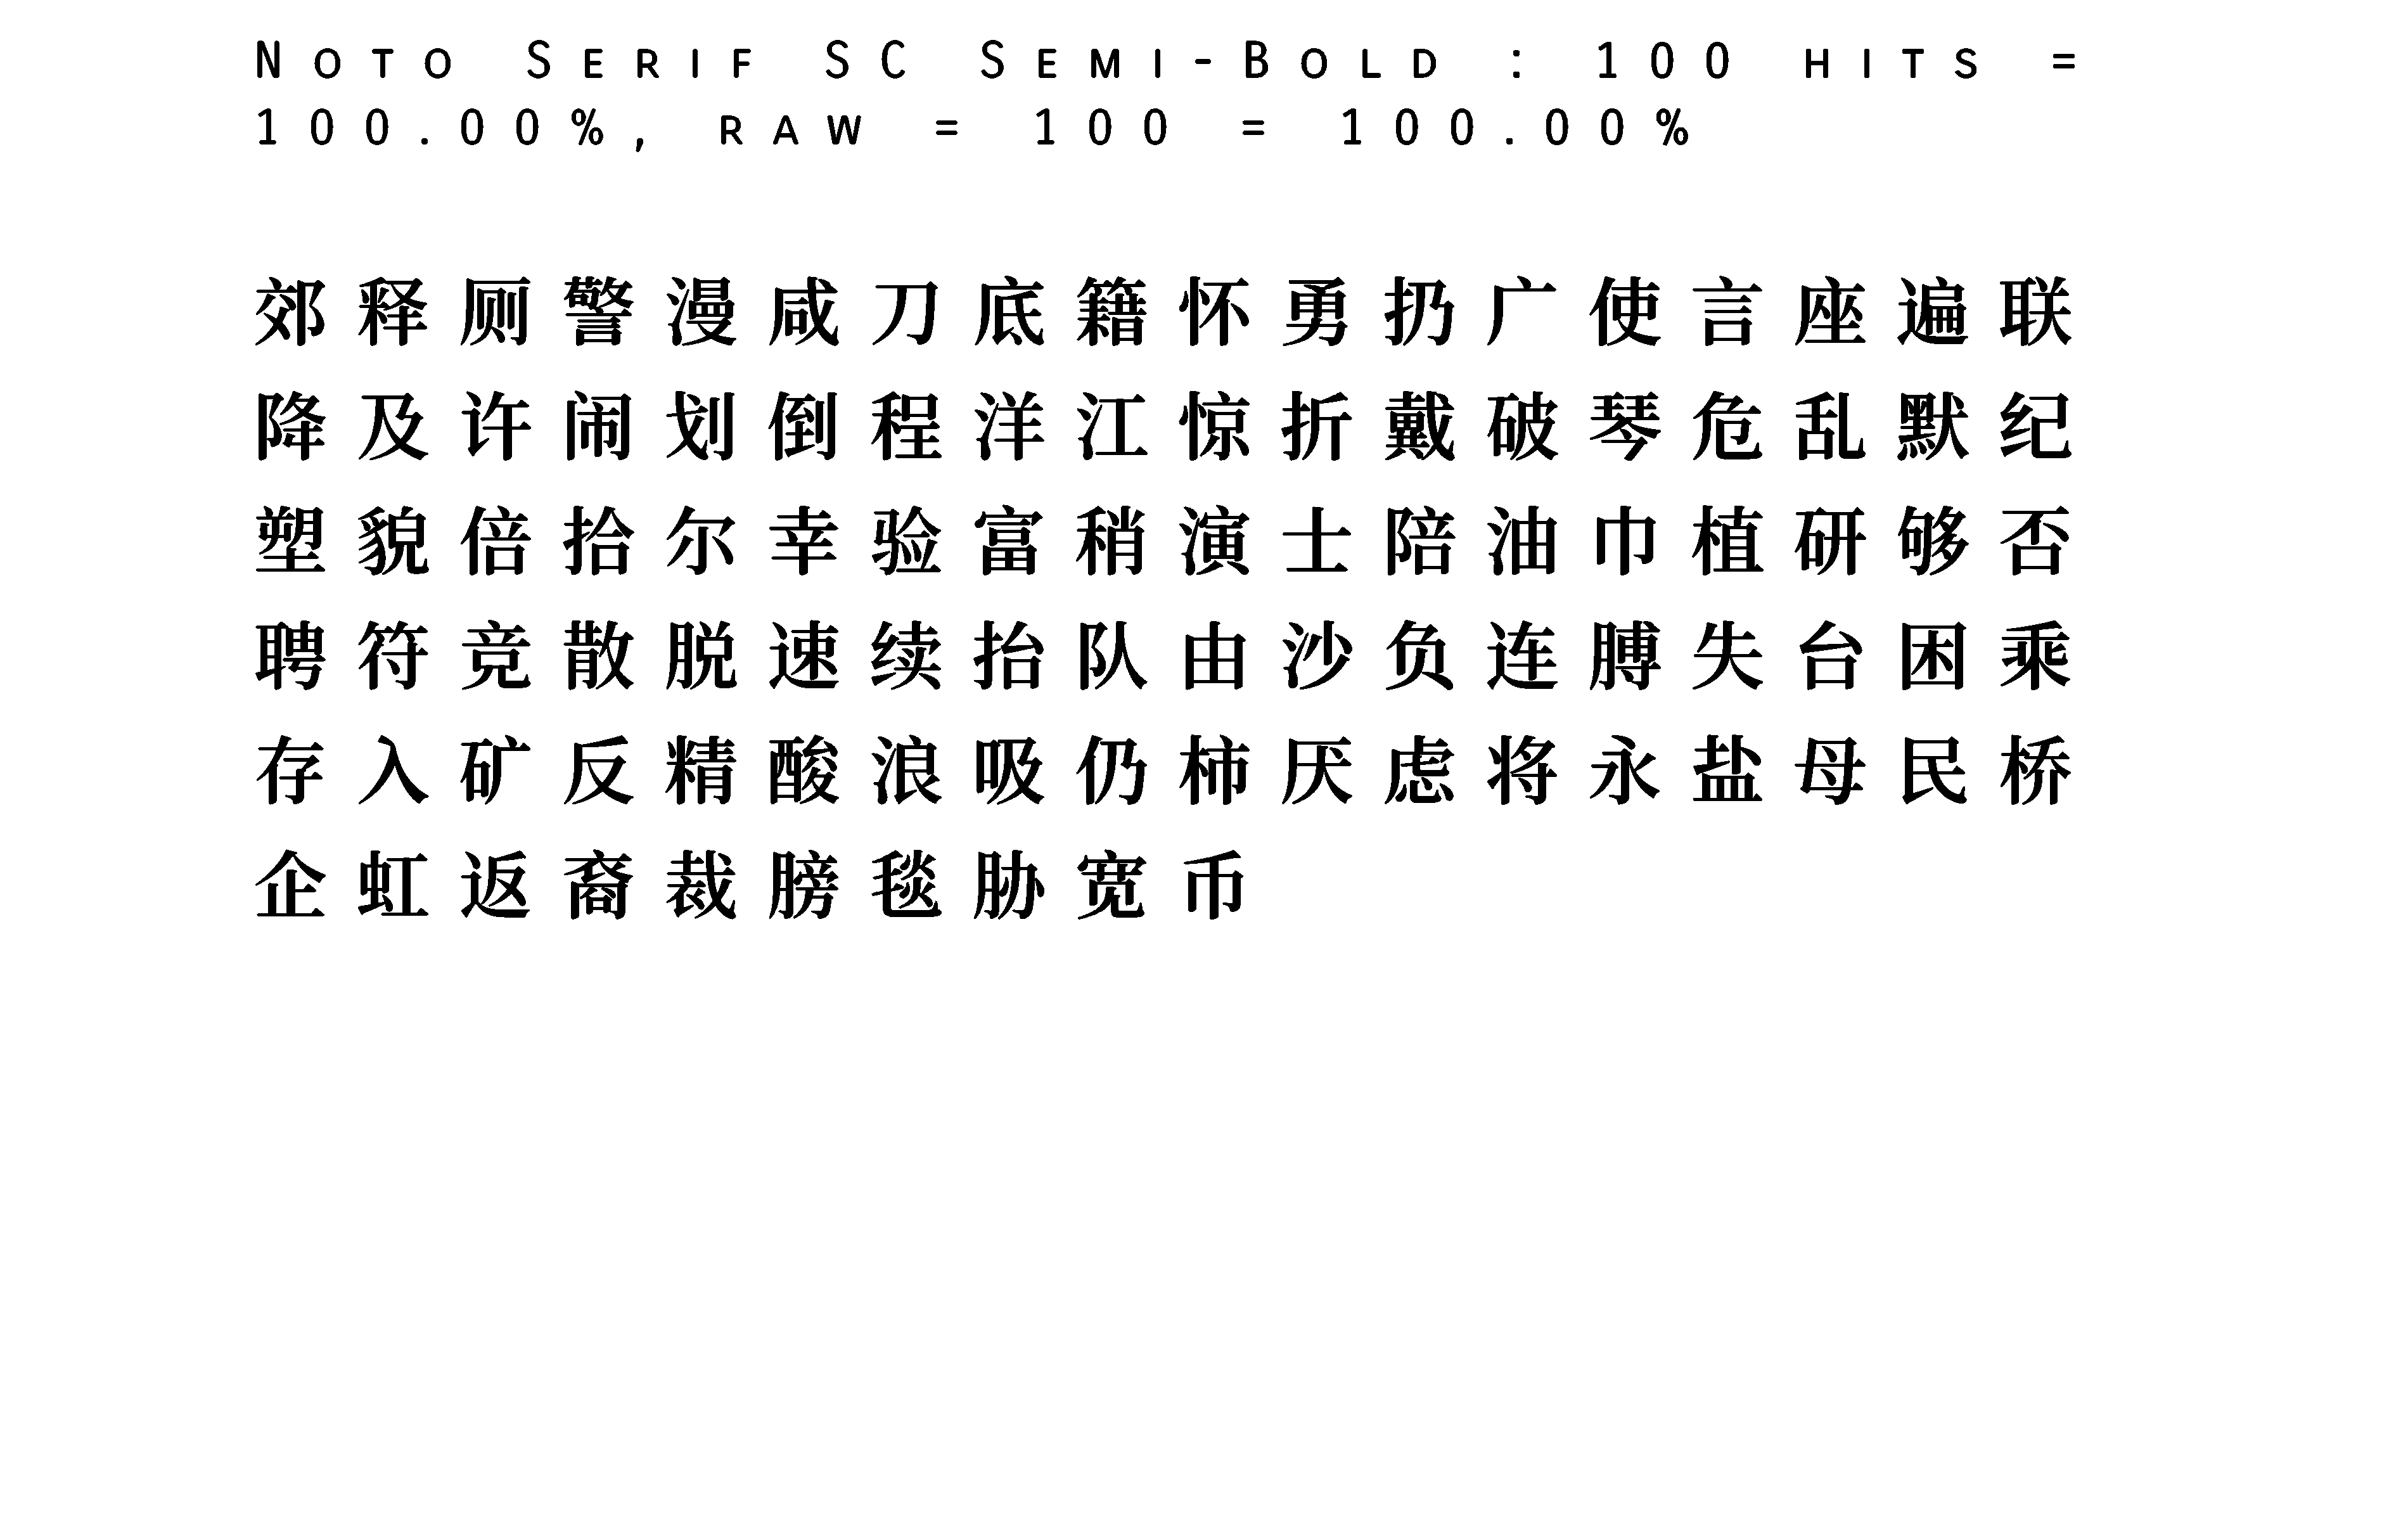 Noto Serif SC Semi-Bold : 100 hits =
100.00%, raw = 100 = 100.00%
郊释厕警漫咸刀底籍怀勇扔广使言座遍联
降及许闹划倒程洋江惊折戴破琴危乱默纪
塑貌倍拾尔幸验富稍演士陪油巾植研够否
聘符竞散脱速续抬队由沙负连膊失台困乘
存入矿反精酸浪吸仍柿厌虑将永盐母民桥
企虹返裔裁膀毯胁宽币